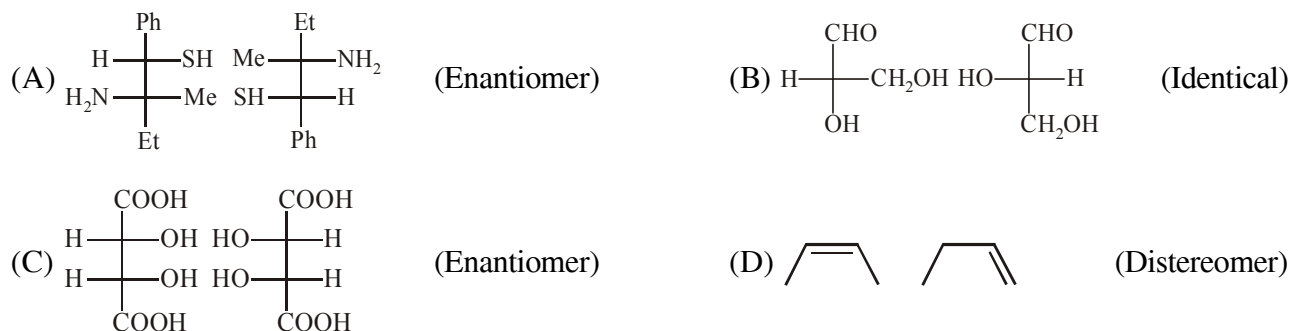 (A) Ph H SH H₂N Me Et Et Me NH₂ SH H Ph (Enantiomer)
(B) CHO H CH₂OH OH CHO HO H CH₂OH (Identical)
(C) COOH H OH H OH COOH COOH HO H HO H COOH (Enantiomer)
(D) (Distereomer)